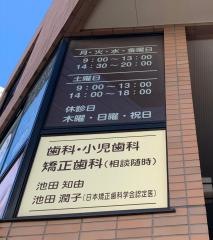 月・火・水・金曜日
9:00～13:00
14:30～20:00
土曜日
9:00～13:00
14:00～18:00
休診日
木曜・日曜・祝日
歯科・小児歯科
矯正歯科(相談随時)
池田 知由
池田 潤子(日本矯正歯科学会認定医)